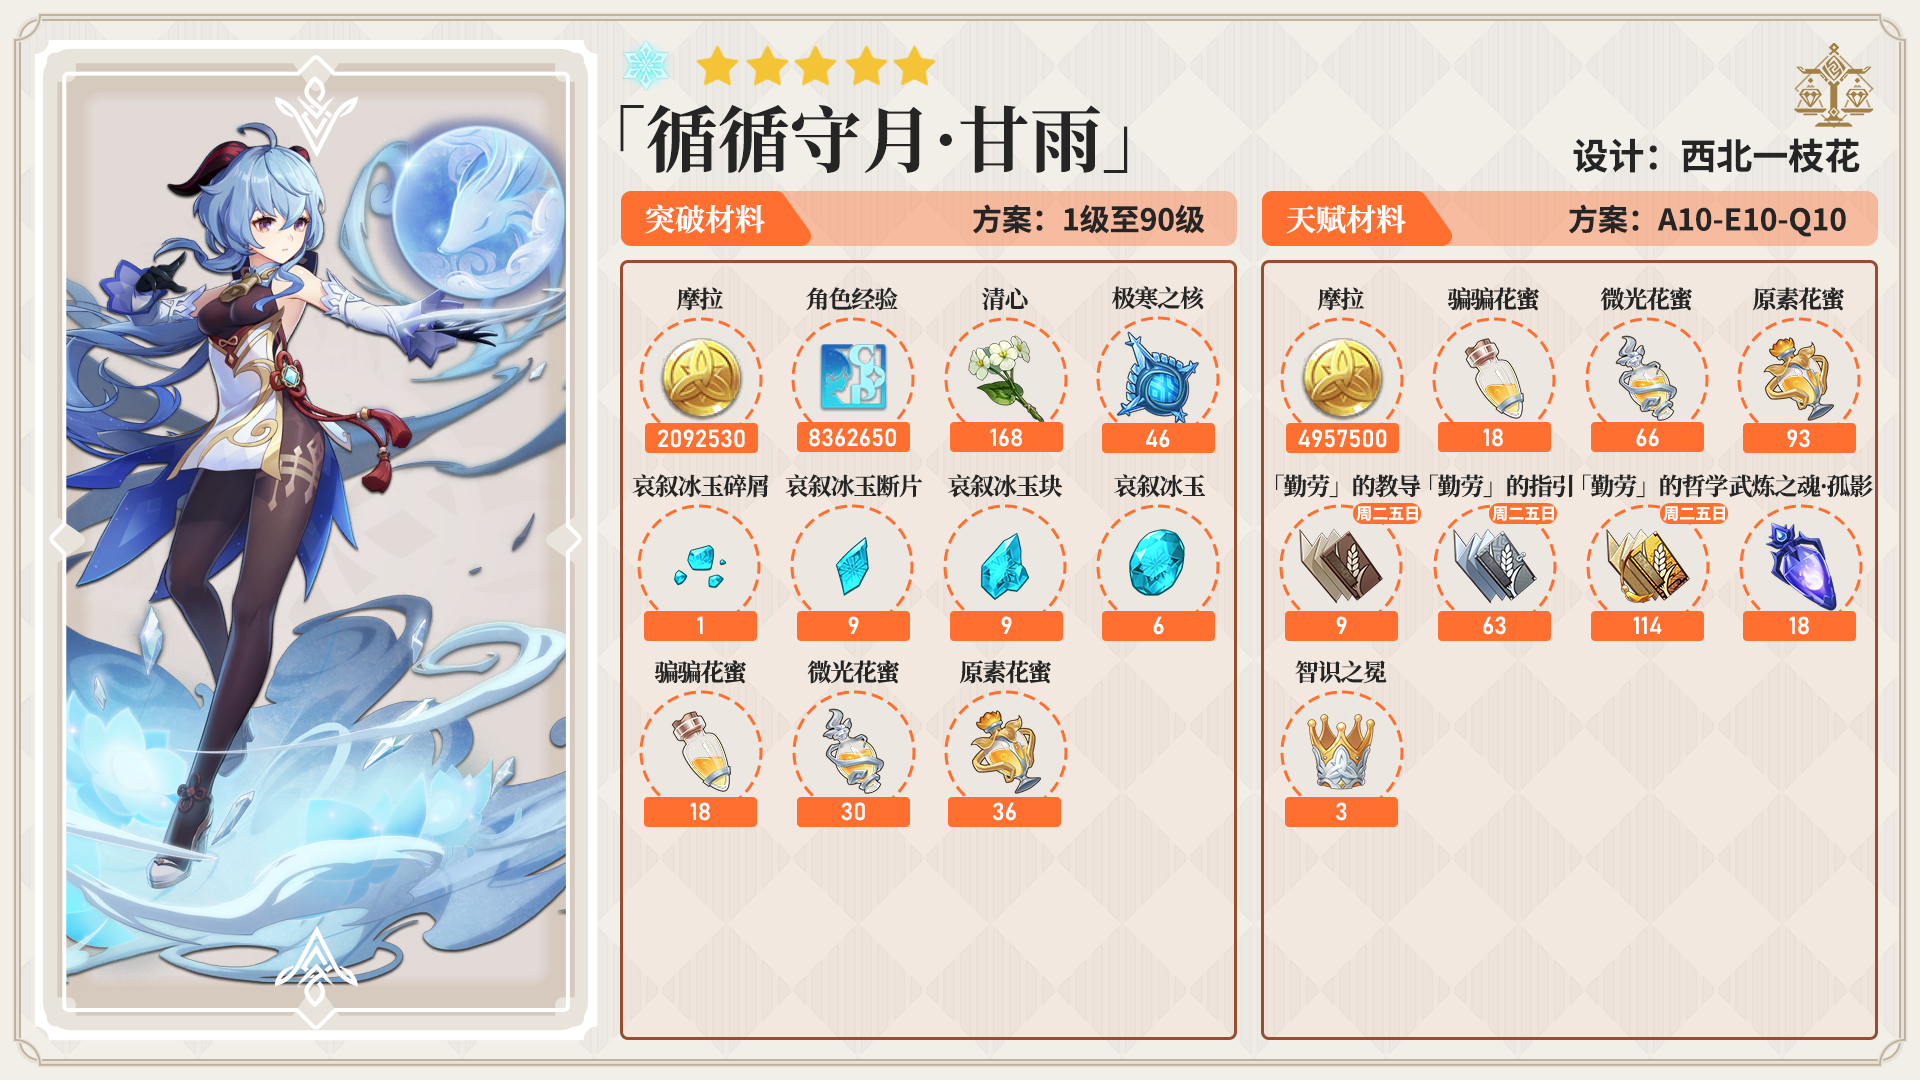 「循循守月·甘雨」
设计：西北一枝花
突破材料
方案：1级至90级
摩拉
角色经验
清心
极寒之核
2092530
8362650
168
46
哀叙冰玉碎屑
哀叙冰玉断片
哀叙冰玉块
哀叙冰玉
1
9
9
6
骗骗花蜜
微光花蜜
原素花蜜
18
30
36
天赋材料
方案：A10-E10-Q10
摩拉
骗骗花蜜
微光花蜜
原素花蜜
4957500
18
66
93
「勤劳」的教导
「勤劳」的指引
「勤劳」的哲学
武炼之魂·孤影
周二五日
周二五日
周二五日
9
63
114
18
智识之冕
3